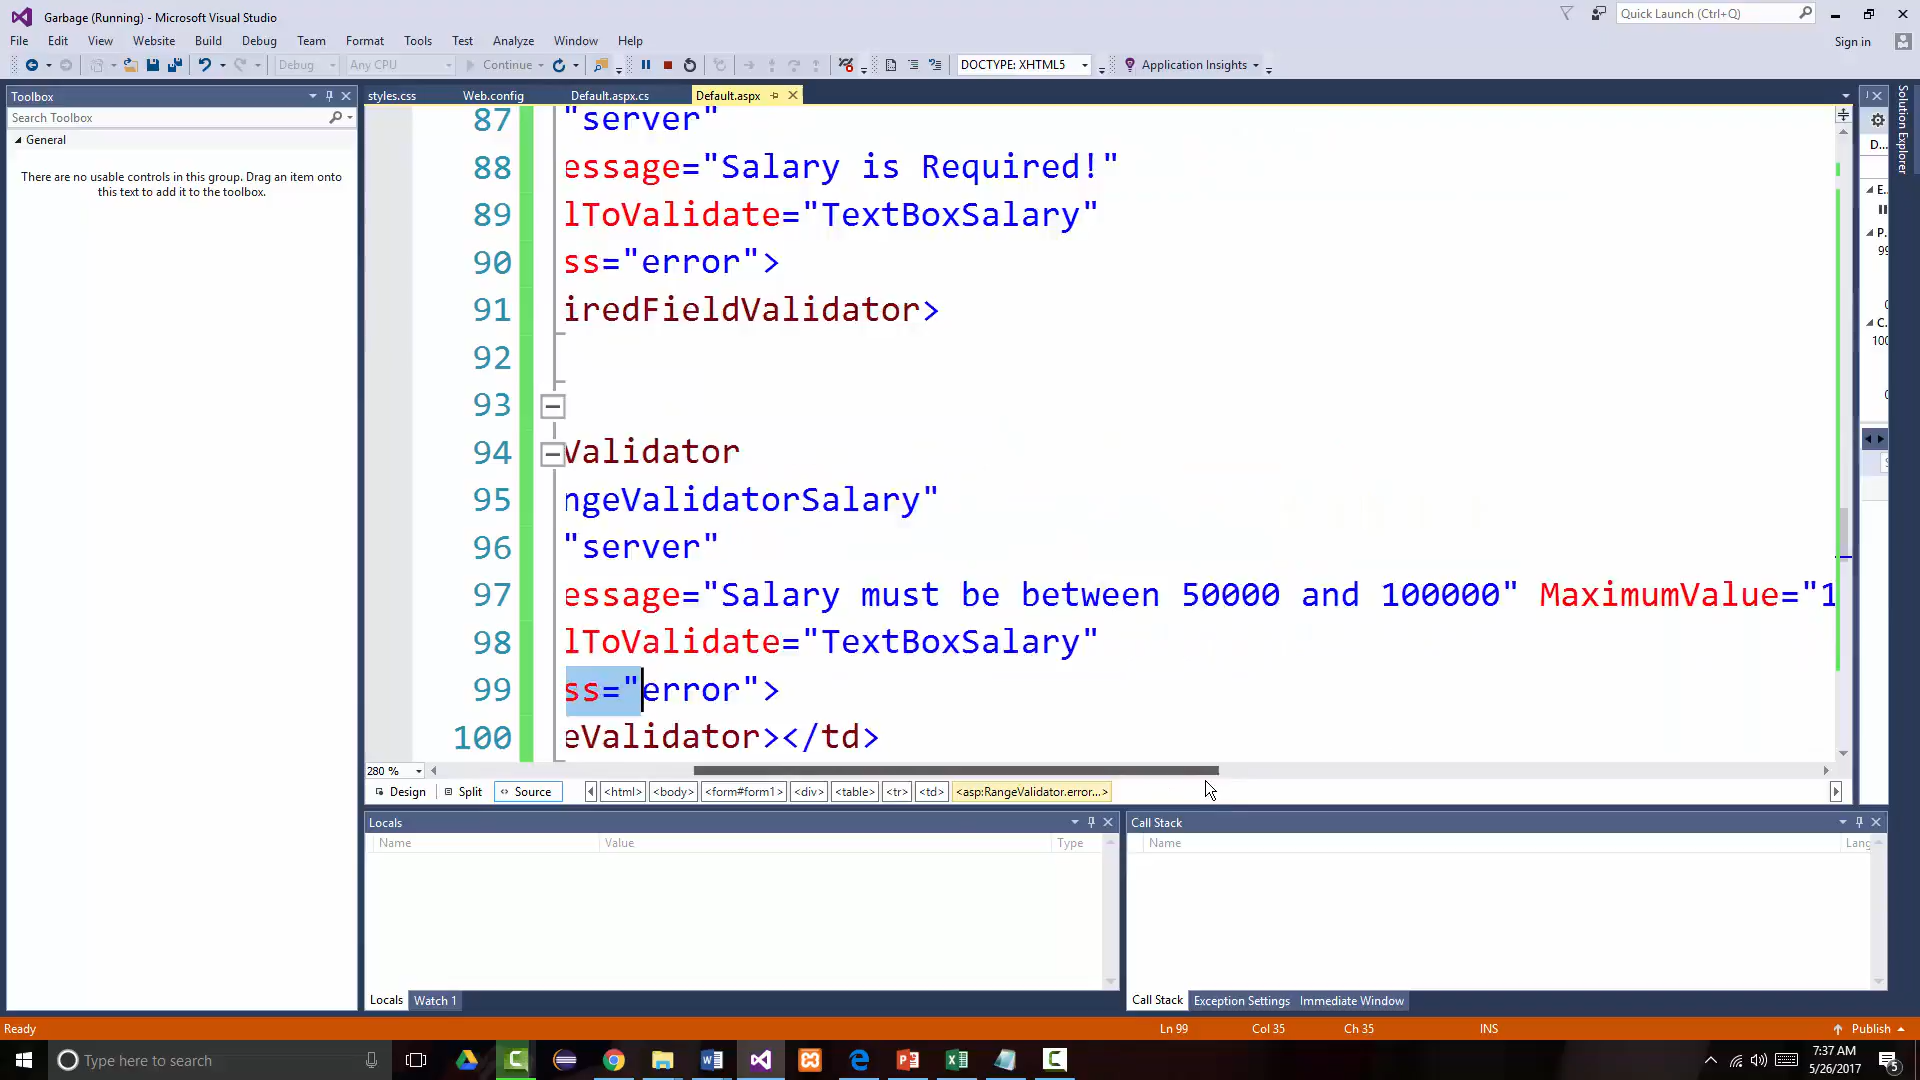 Garbage (Running) - Microsoft Visual Studio
Quick Launch (Ctrl+Q)
File Edit View Website Build Debug Team Format Tools Test Analyze Window Help
Sign in
Debug Any CPU Continue DOCTYPE: XHTML5 Application Insights
Toolbox
styles.css Web.config Default.aspx.cs Default.aspx
Solution Explorer
Search Toolbox
General
There are no usable controls in this group. Drag an item onto
this text to add it to the toolbox.
87 "server"
88 essage="Salary is Required!"
89 lToValidate="TextBoxSalary"
90 ss="error">
91 iredFieldValidator>
92
93
94 Validator
95 ngeValidatorSalary"
96 "server"
97 essage="Salary must be between 50000 and 100000" MaximumValue="1
98 lToValidate="TextBoxSalary"
99 ss="error">
100 eValidator></td>
D...
E..
P.
99
C.
100
280 %
Design Split Source <html> <body> <form#form1> <div> <table> <tr> <td> <asp:RangeValidator.error...>
Locals
Call Stack
Name Value Type
Name Lang
Locals Watch 1
Call Stack Exception Settings Immediate Window
Ready Ln 99 Col 35 Ch 35 INS Publish
Type here to search
7:37 AM
5/26/2017
5